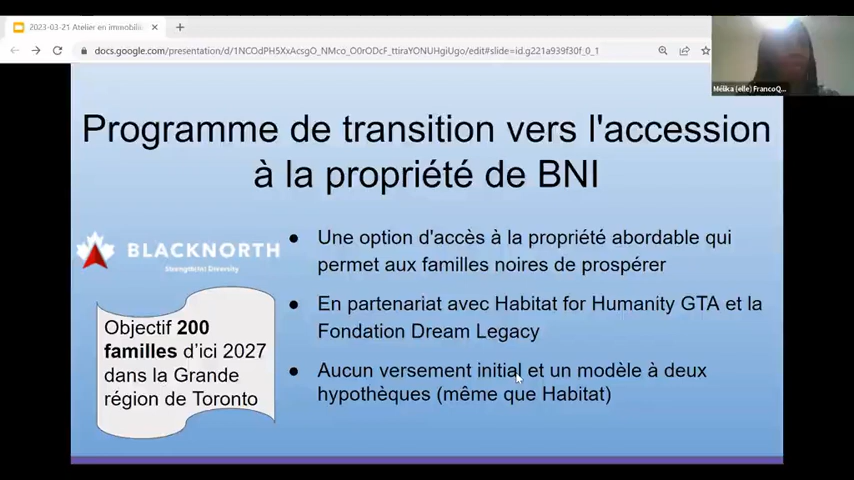 2023-03-21 Atelier en immobili
docs.google.com/presentation/d/1NCOdPH5XxAcsgO_NMco_O0rODcF_ttiraYONUHgiUgo/edit#slide=id.g221a939f30f_0_1
Mélika (elle) FrancoQ...
Programme de transition vers l'accession
à la propriété de BNI
BLACKNORTH
Strength(in) Diversity
Objectif 200
familles d'ici 2027
dans la Grande
région de Toronto
● Une option d'accès à la propriété abordable qui
permet aux familles noires de prospérer
● En partenariat avec Habitat for Humanity GTA et la
Fondation Dream Legacy
● Aucun versement initial et un modèle à deux
hypothèques (même que Habitat)